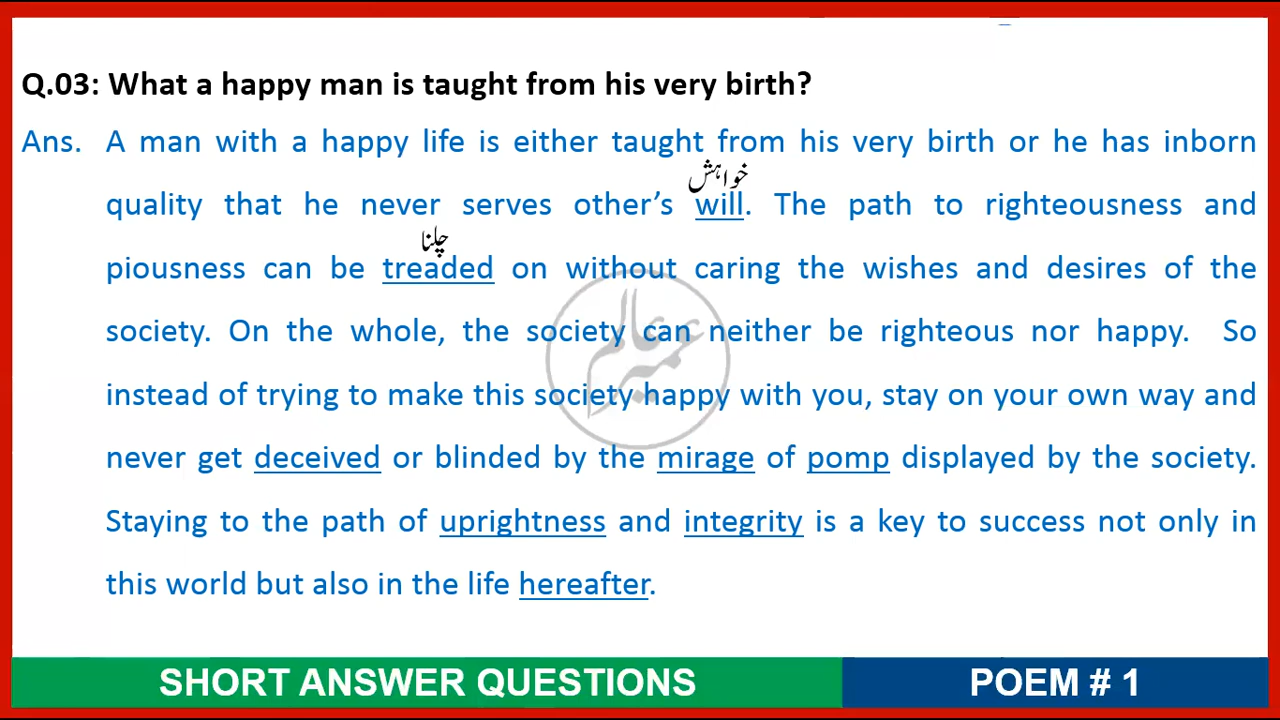 Q.03: What a happy man is taught from his very birth?
Ans. A man with a happy life is either taught from his very birth or he has inborn
خواہش
quality that he never serves other’s will. The path to righteousness and
چلنا
piousness can be treaded on without caring the wishes and desires of the
society. On the whole, the society can neither be righteous nor happy. So
instead of trying to make this society happy with you, stay on your own way and
never get deceived or blinded by the mirage of pomp displayed by the society.
Staying to the path of uprightness and integrity is a key to success not only in
this world but also in the life hereafter.
عمیر عالم
SHORT ANSWER QUESTIONS
POEM # 1